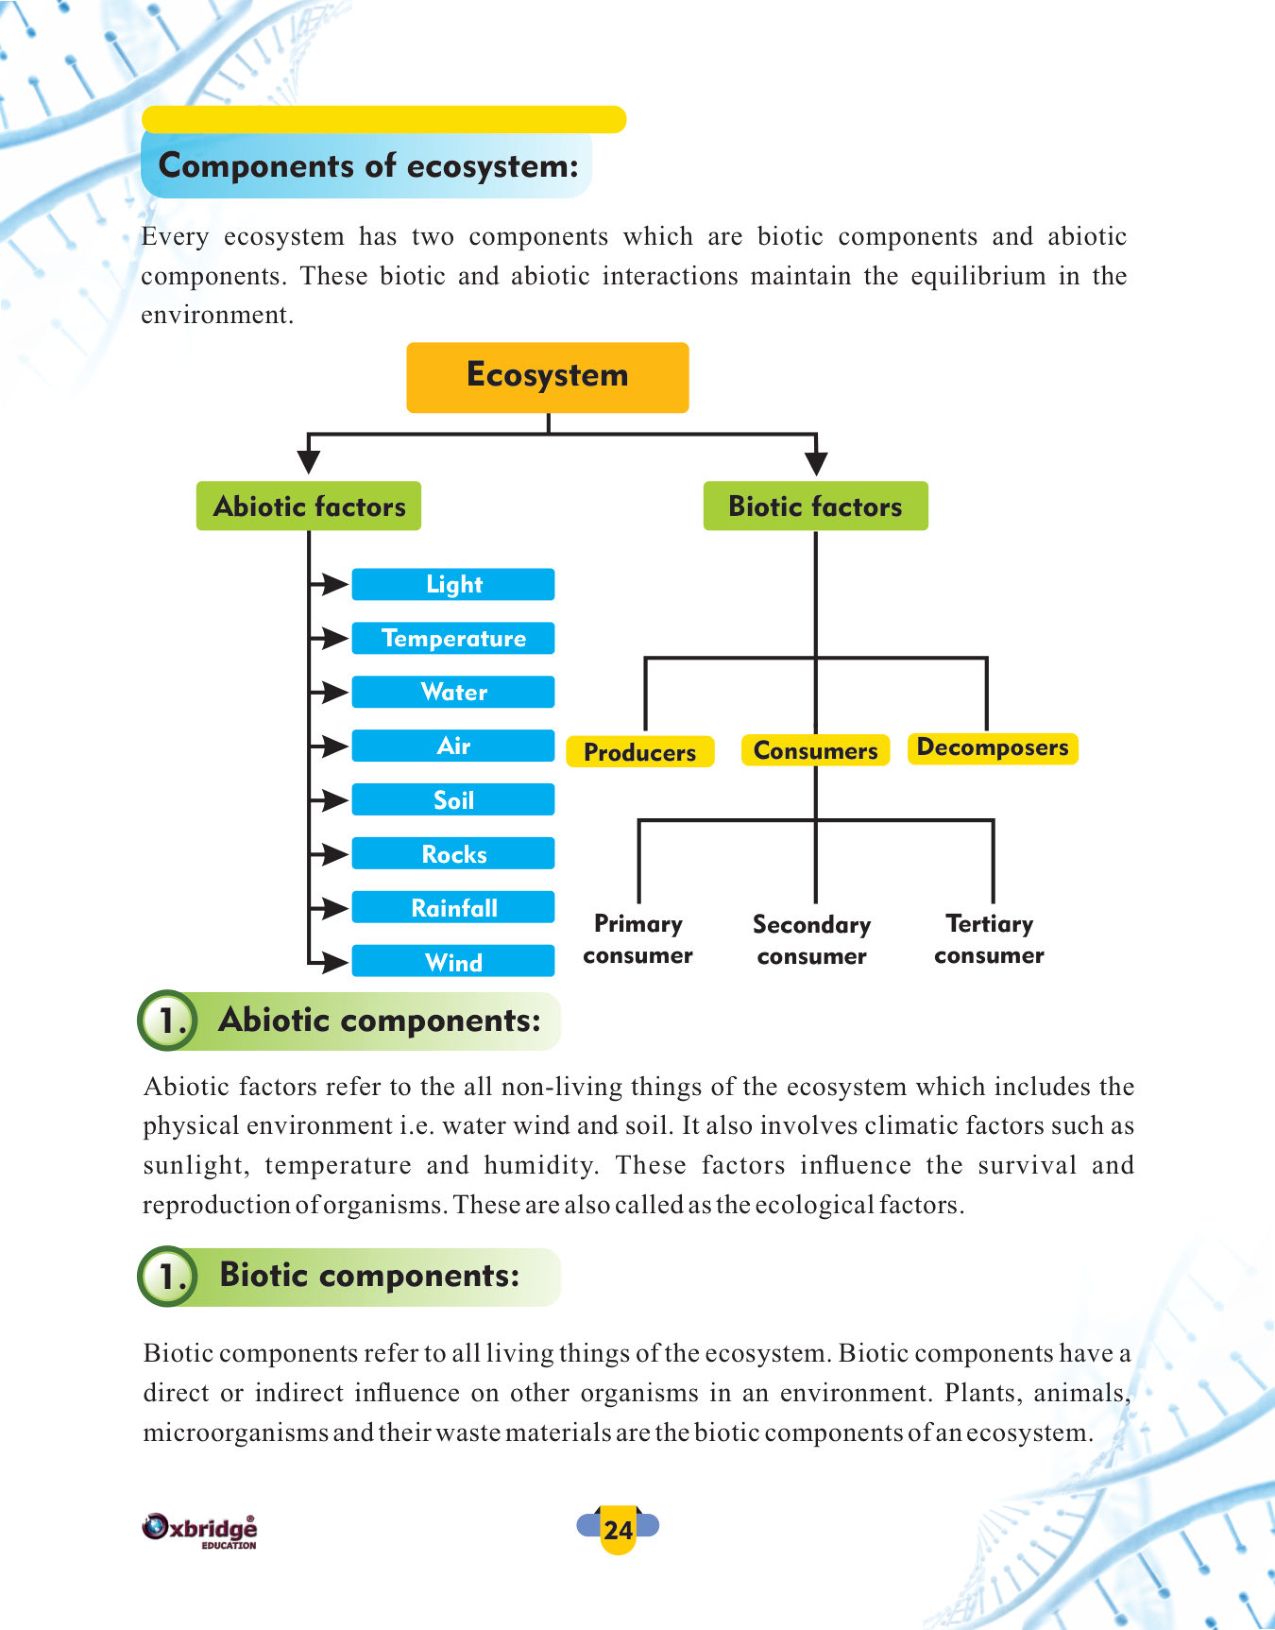 Components of ecosystem:
Every ecosystem has two components which are biotic components and abiotic
components. These biotic and abiotic interactions maintain the equilibrium in the
environment.
Ecosystem
Abiotic factors
Biotic factors
Light
Temperature
Water
Air
Soil
Rocks
Rainfall
Wind
Producers
Consumers
Decomposers
Primary
consumer
Secondary
consumer
Tertiary
consumer
1. Abiotic components:
Abiotic factors refer to the all non-living things of the ecosystem which includes the
physical environment i.e. water wind and soil. It also involves climatic factors such as
sunlight, temperature and humidity. These factors influence the survival and
reproduction of organisms. These are also called as the ecological factors.
1. Biotic components:
Biotic components refer to all living things of the ecosystem. Biotic components have a
direct or indirect influence on other organisms in an environment. Plants, animals,
microorganisms and their waste materials are the biotic components of an ecosystem.
Oxbridge®
EDUCATION
24